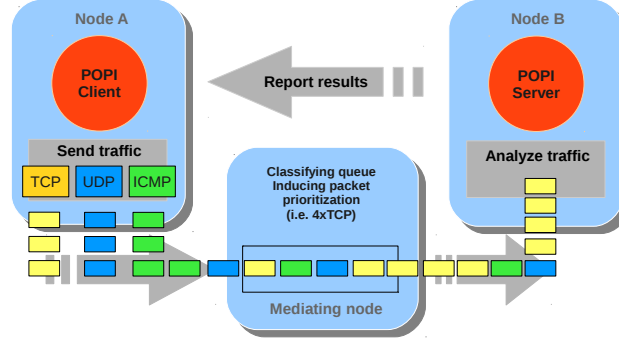 Node A
POPI
Client
Send traffic
TCP
UDP
ICMP
Report results
Classifying queue
Inducing packet
prioritization
(i.e. 4xTCP)
Mediating node
Node B
POPI
Server
Analyze traffic